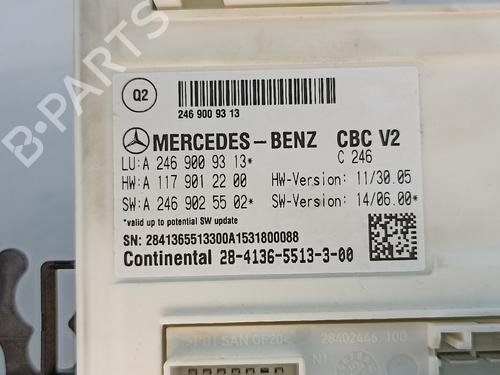 B-PARTS
Q2
246 900 93 13
MERCEDES-BENZ CBC V2
LU: A 246 900 93 13* C 246
HW: A 117 901 22 00 HW-Version: 11/30.05
SW: A 246 902 55 02* SW-Version: 14/06.00*
*valid up to potential SW update
SN: 2841365513300A1531800088
Continental 28-4136-5513-3-00
28402446 100